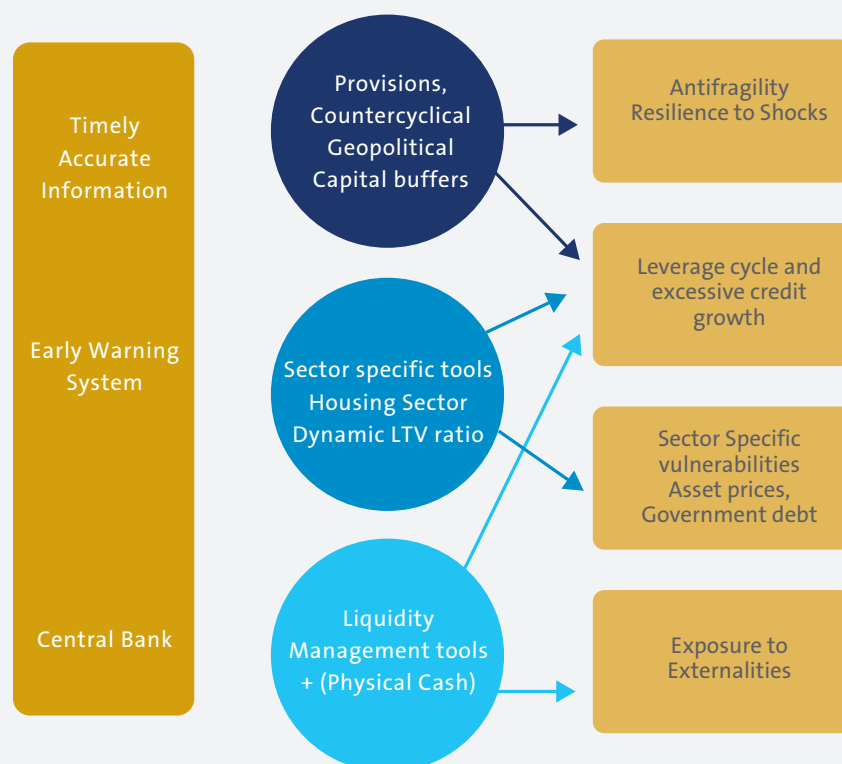 Timely
Accurate
Information
Early Warning
System
Central Bank
Provisions,
Countercyclical
Geopolitical
Capital buffers
Sector specific tools
Housing Sector
Dynamic LTV ratio
Liquidity
Management tools
+ (Physical Cash)
Antifragility
Resilience to Shocks
Leverage cycle and
excessive credit
growth
Sector Specific
vulnerabilities
Asset prices,
Government debt
Exposure to
Externalities